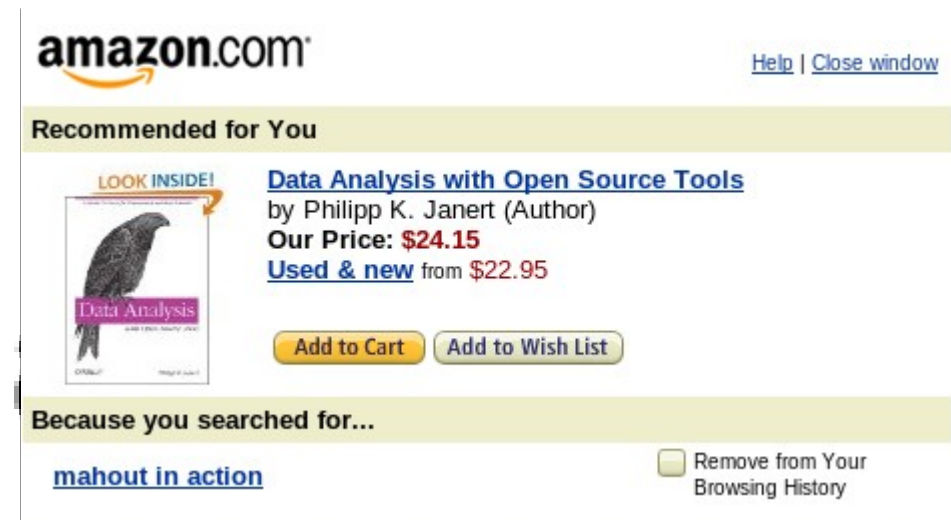 amazon.com
Help | Close window
Recommended for You
LOOK INSIDE!
Data Analysis with Open Source Tools
by Philipp K. Janert (Author)
Our Price: $24.15
Used & new from $22.95
Data Analysis
Add to Cart
Add to Wish List
Because you searched for...
mahout in action
Remove from Your
Browsing History